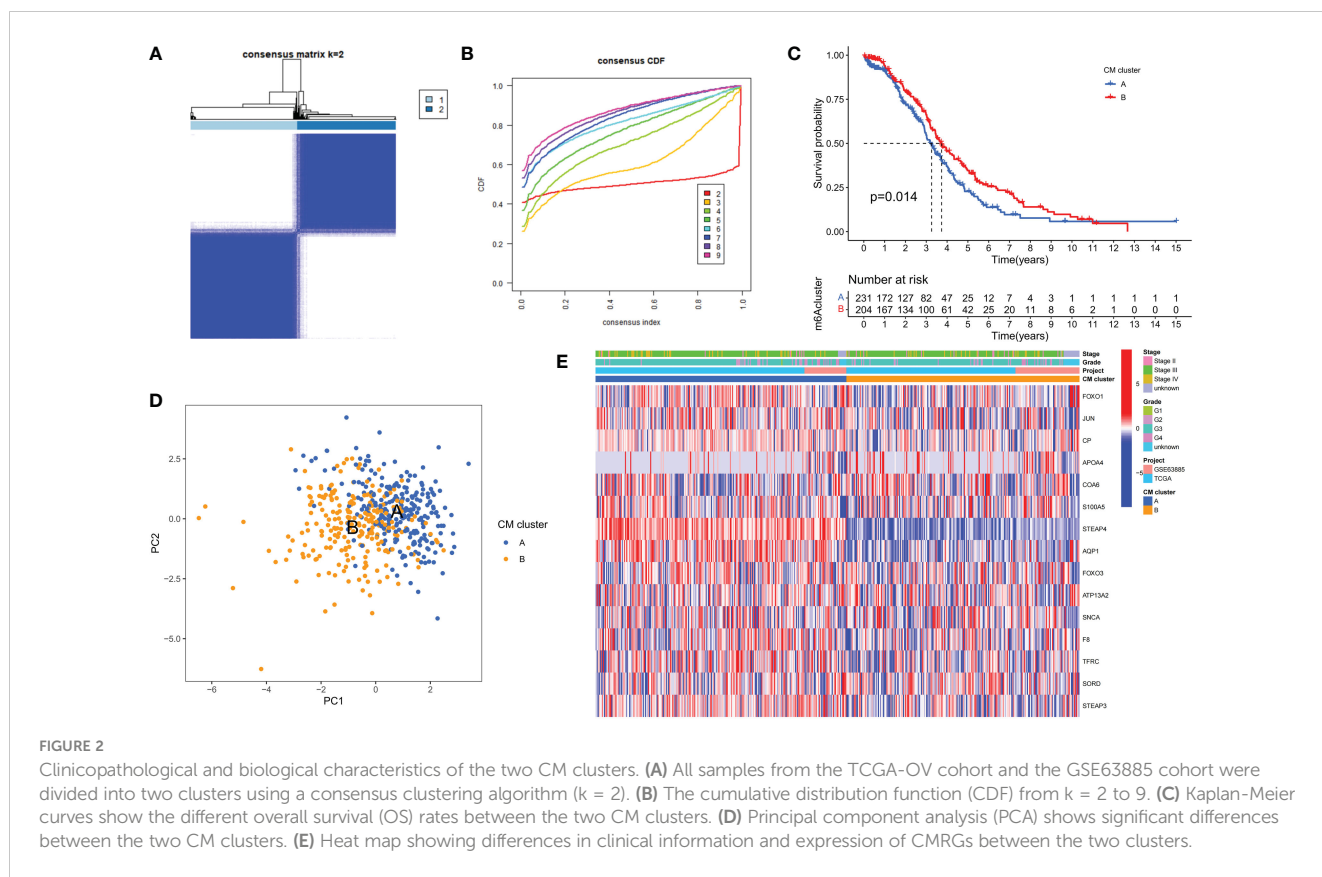 A
consensus matrix k=2
1
2
B
consensus CDF
CDF
1.0
0.8
0.6
0.4
0.2
0.0
2
3
4
5
6
7
8
9
0.0 0.2 0.4 0.6 0.8 1.0
consensus index
C
CM cluster
A
B
Survival probability
1.00
0.75
0.50
0.25
0.00
p=0.014
0 1 2 3 4 5 6 7 8 9 10 11 12 13 14 15
Time(years)
Number at risk
m6Acluster
A 231 172 127 82 47 25 12 7 4 3 1 1 1 1 1 1
B 204 167 134 100 61 42 25 20 11 8 6 2 1 0 0 0
0 1 2 3 4 5 6 7 8 9 10 11 12 13 14 15
Time(years)
D
PC2
2.5
0.0
−2.5
−5.0
A
B
−6 −4 −2 0 2
PC1
CM cluster
A
B
E
Stage
Grade
Project
CM cluster
FOXO1
JUN
CP
APOA4
COA6
S100A5
STEAP4
AQP1
FOXO3
ATP13A2
SNCA
F8
TFRC
SORD
STEAP3
5
0
−5
Stage
Stage II
Stage III
Stage IV
unknown
Grade
G1
G2
G3
G4
unknown
Project
GSE63885
TCGA
CM cluster
A
B
FIGURE 2
Clinicopathological and biological characteristics of the two CM clusters. (A) All samples from the TCGA-OV cohort and the GSE63885 cohort were
divided into two clusters using a consensus clustering algorithm (k = 2). (B) The cumulative distribution function (CDF) from k = 2 to 9. (C) Kaplan-Meier
curves show the different overall survival (OS) rates between the two CM clusters. (D) Principal component analysis (PCA) shows significant differences
between the two CM clusters. (E) Heat map showing differences in clinical information and expression of CMRGs between the two clusters.